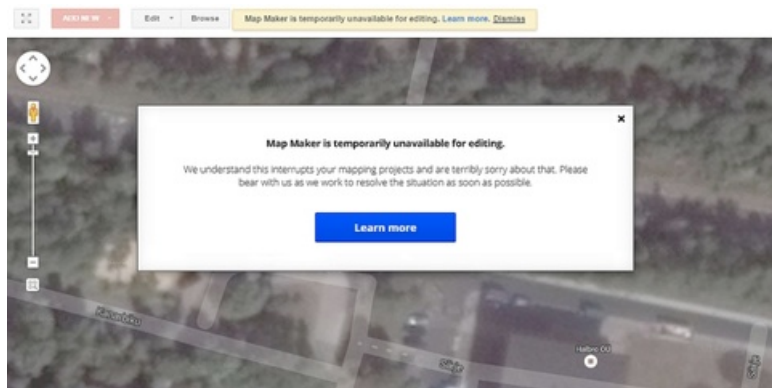 ADD NEW Edit Browse Map Maker is temporarily unavailable for editing. Learn more. Dismiss
Map Maker is temporarily unavailable for editing.
We understand this interrupts your mapping projects and are terribly sorry about that. Please
bear with us as we work to resolve the situation as soon as possible.
Learn more
Halbro OÜ